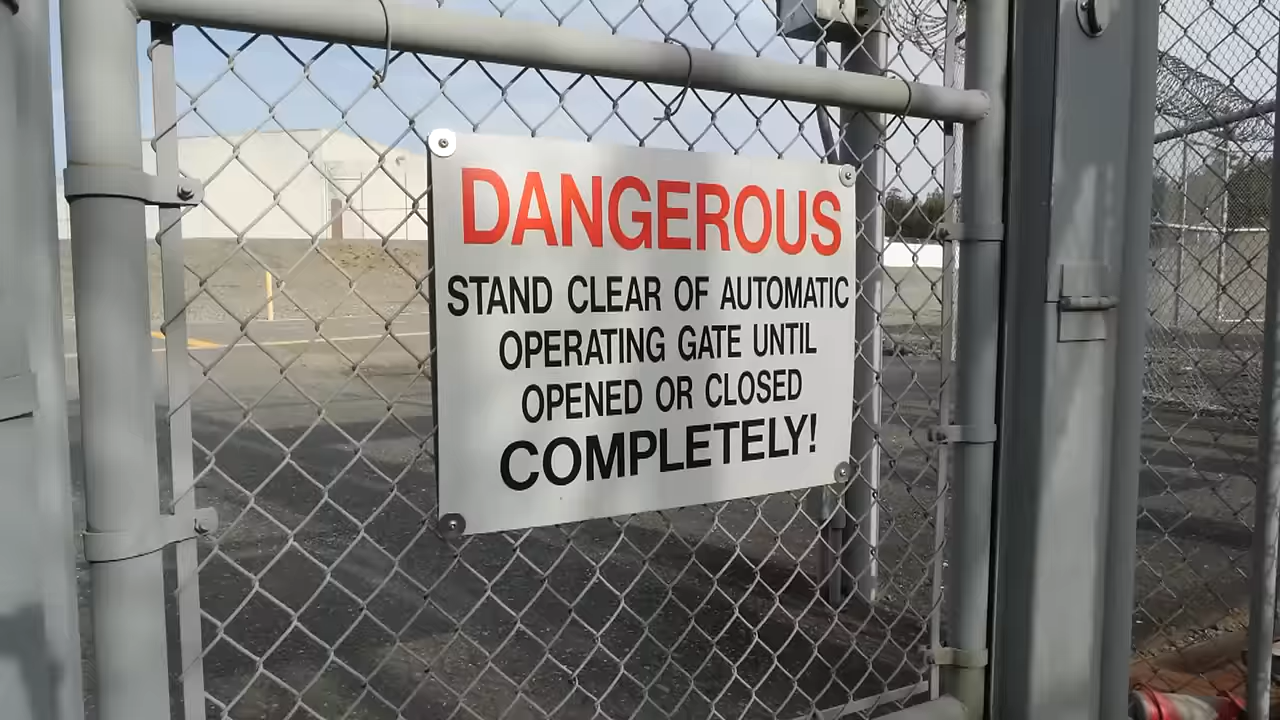 DANGEROUS
STAND CLEAR OF AUTOMATIC
OPERATING GATE UNTIL
OPENED OR CLOSED
COMPLETELY!